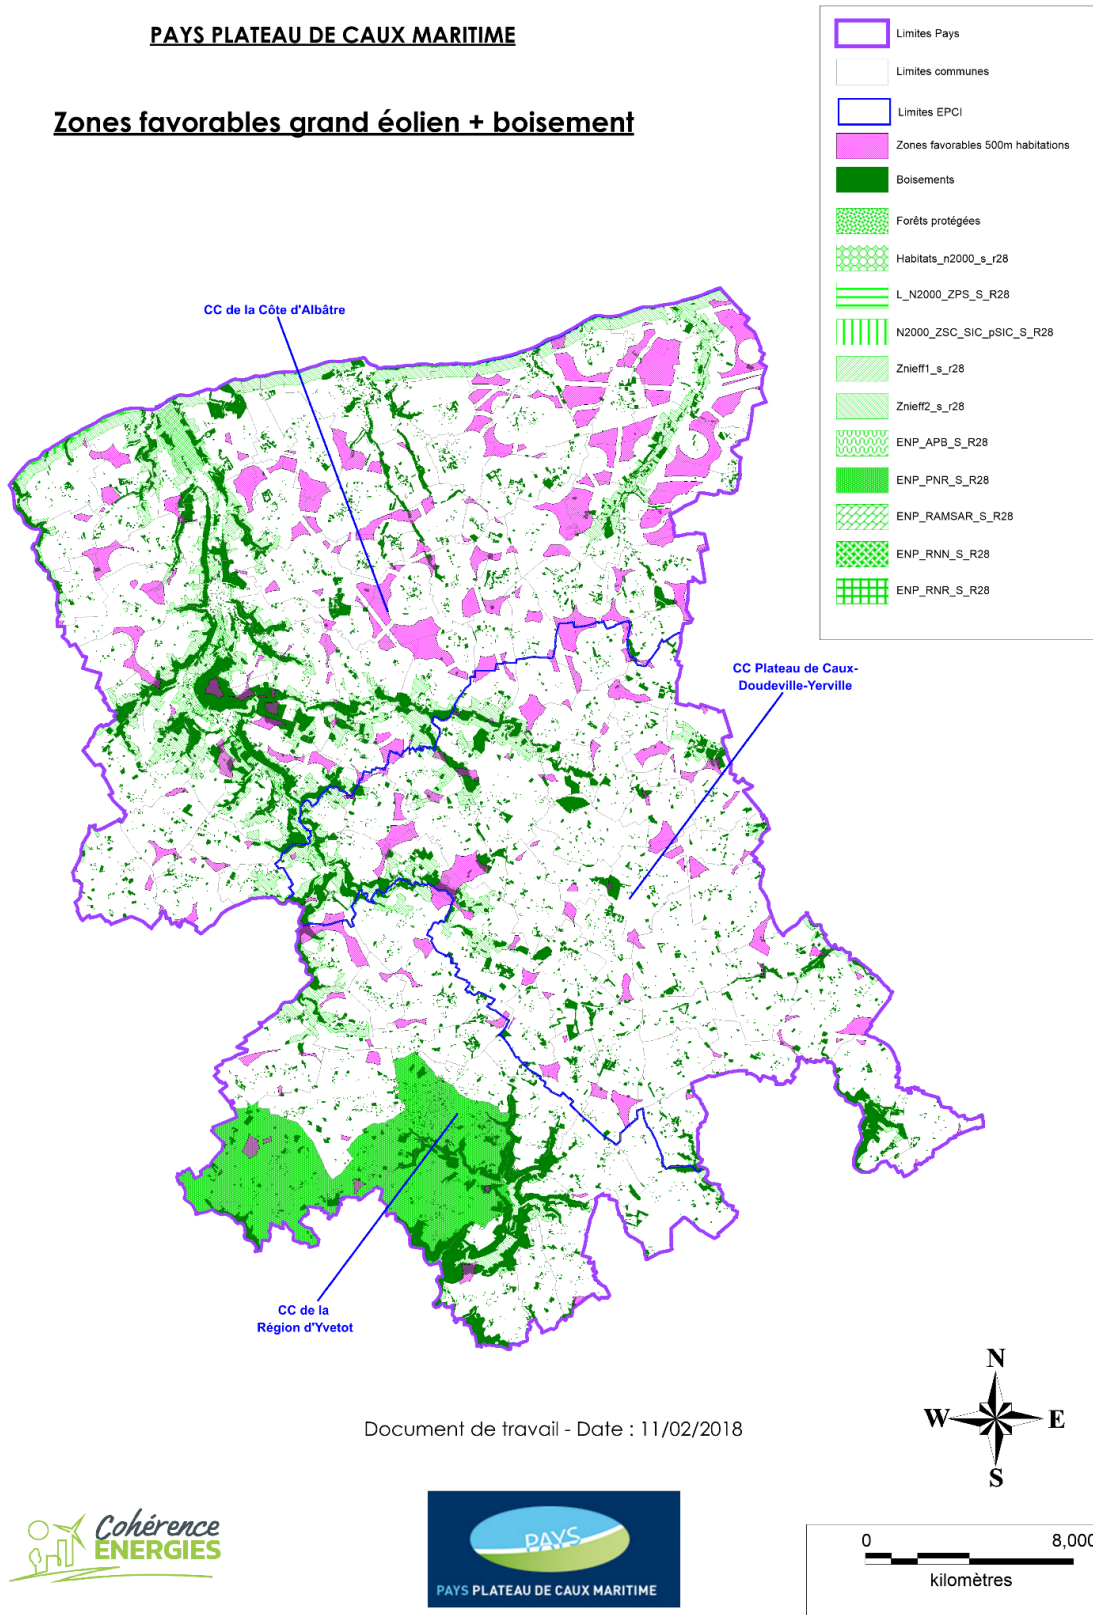 PAYS PLATEAU DE CAUX MARITIME
Zones favorables grand éolien + boisement
Limites Pays
Limites communes
Limites EPCI
Zones favorables 500m habitations
Boisements
Forêts protégées
Habitats_n2000_s_r28
L_N2000_ZPS_S_R28
N2000_ZSC_SIC_pSIC_S_R28
Znieff1_s_r28
Znieff2_s_r28
ENP_APB_S_R28
ENP_PNR_S_R28
ENP_RAMSAR_S_R28
ENP_RNN_S_R28
ENP_RNR_S_R28
CC de la Côte d'Albâtre
CC Plateau de Caux-
Doudeville-Yerville
CC de la
Région d'Yvetot
N
W
E
S
Document de travail - Date : 11/02/2018
Cohérence
ENERGIES
PAYS
PAYS PLATEAU DE CAUX MARITIME
0
8,000
kilomètres